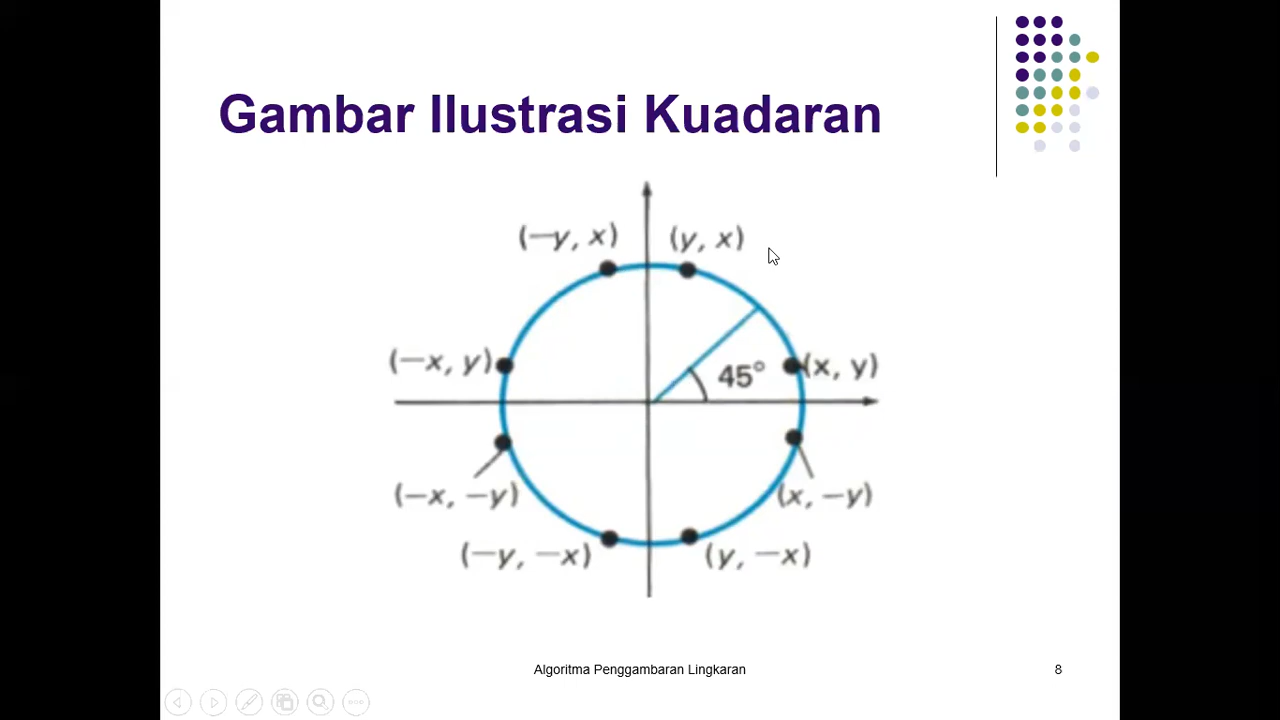 Gambar Ilustrasi Kuadaran
(−y, x)
(y, x)
(−x, y)
45°
(x, y)
(−x, −y)
(x, −y)
(−y, −x)
(y, −x)
Algoritma Penggambaran Lingkaran
8